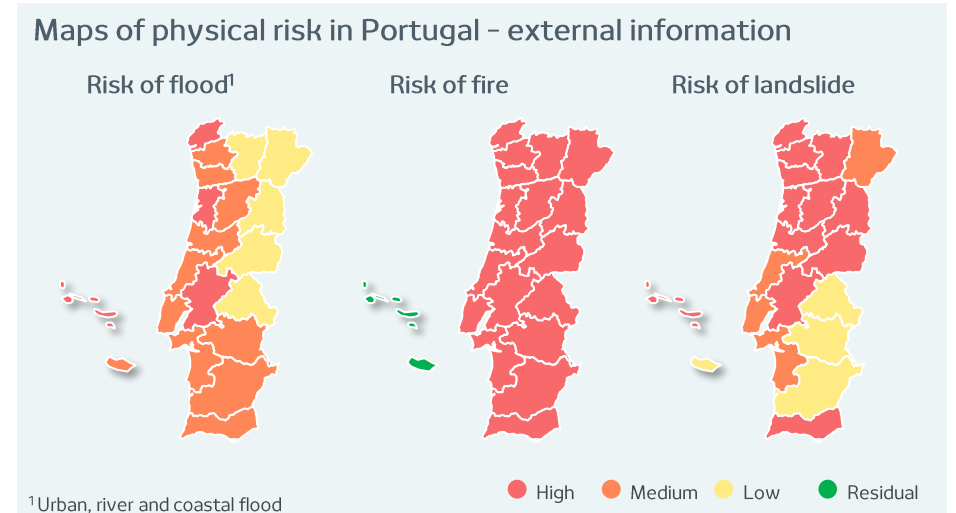 Maps of physical risk in Portugal - external information
Risk of flood¹
Risk of fire
Risk of landslide
High
Medium
Low
Residual
¹ Urban, river and coastal flood